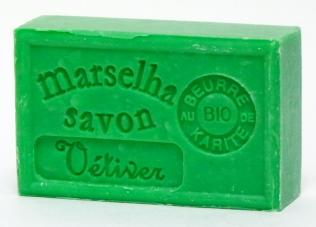 marselha
savon
Vétiver
BEURRE
AU BIO DE
KARITE